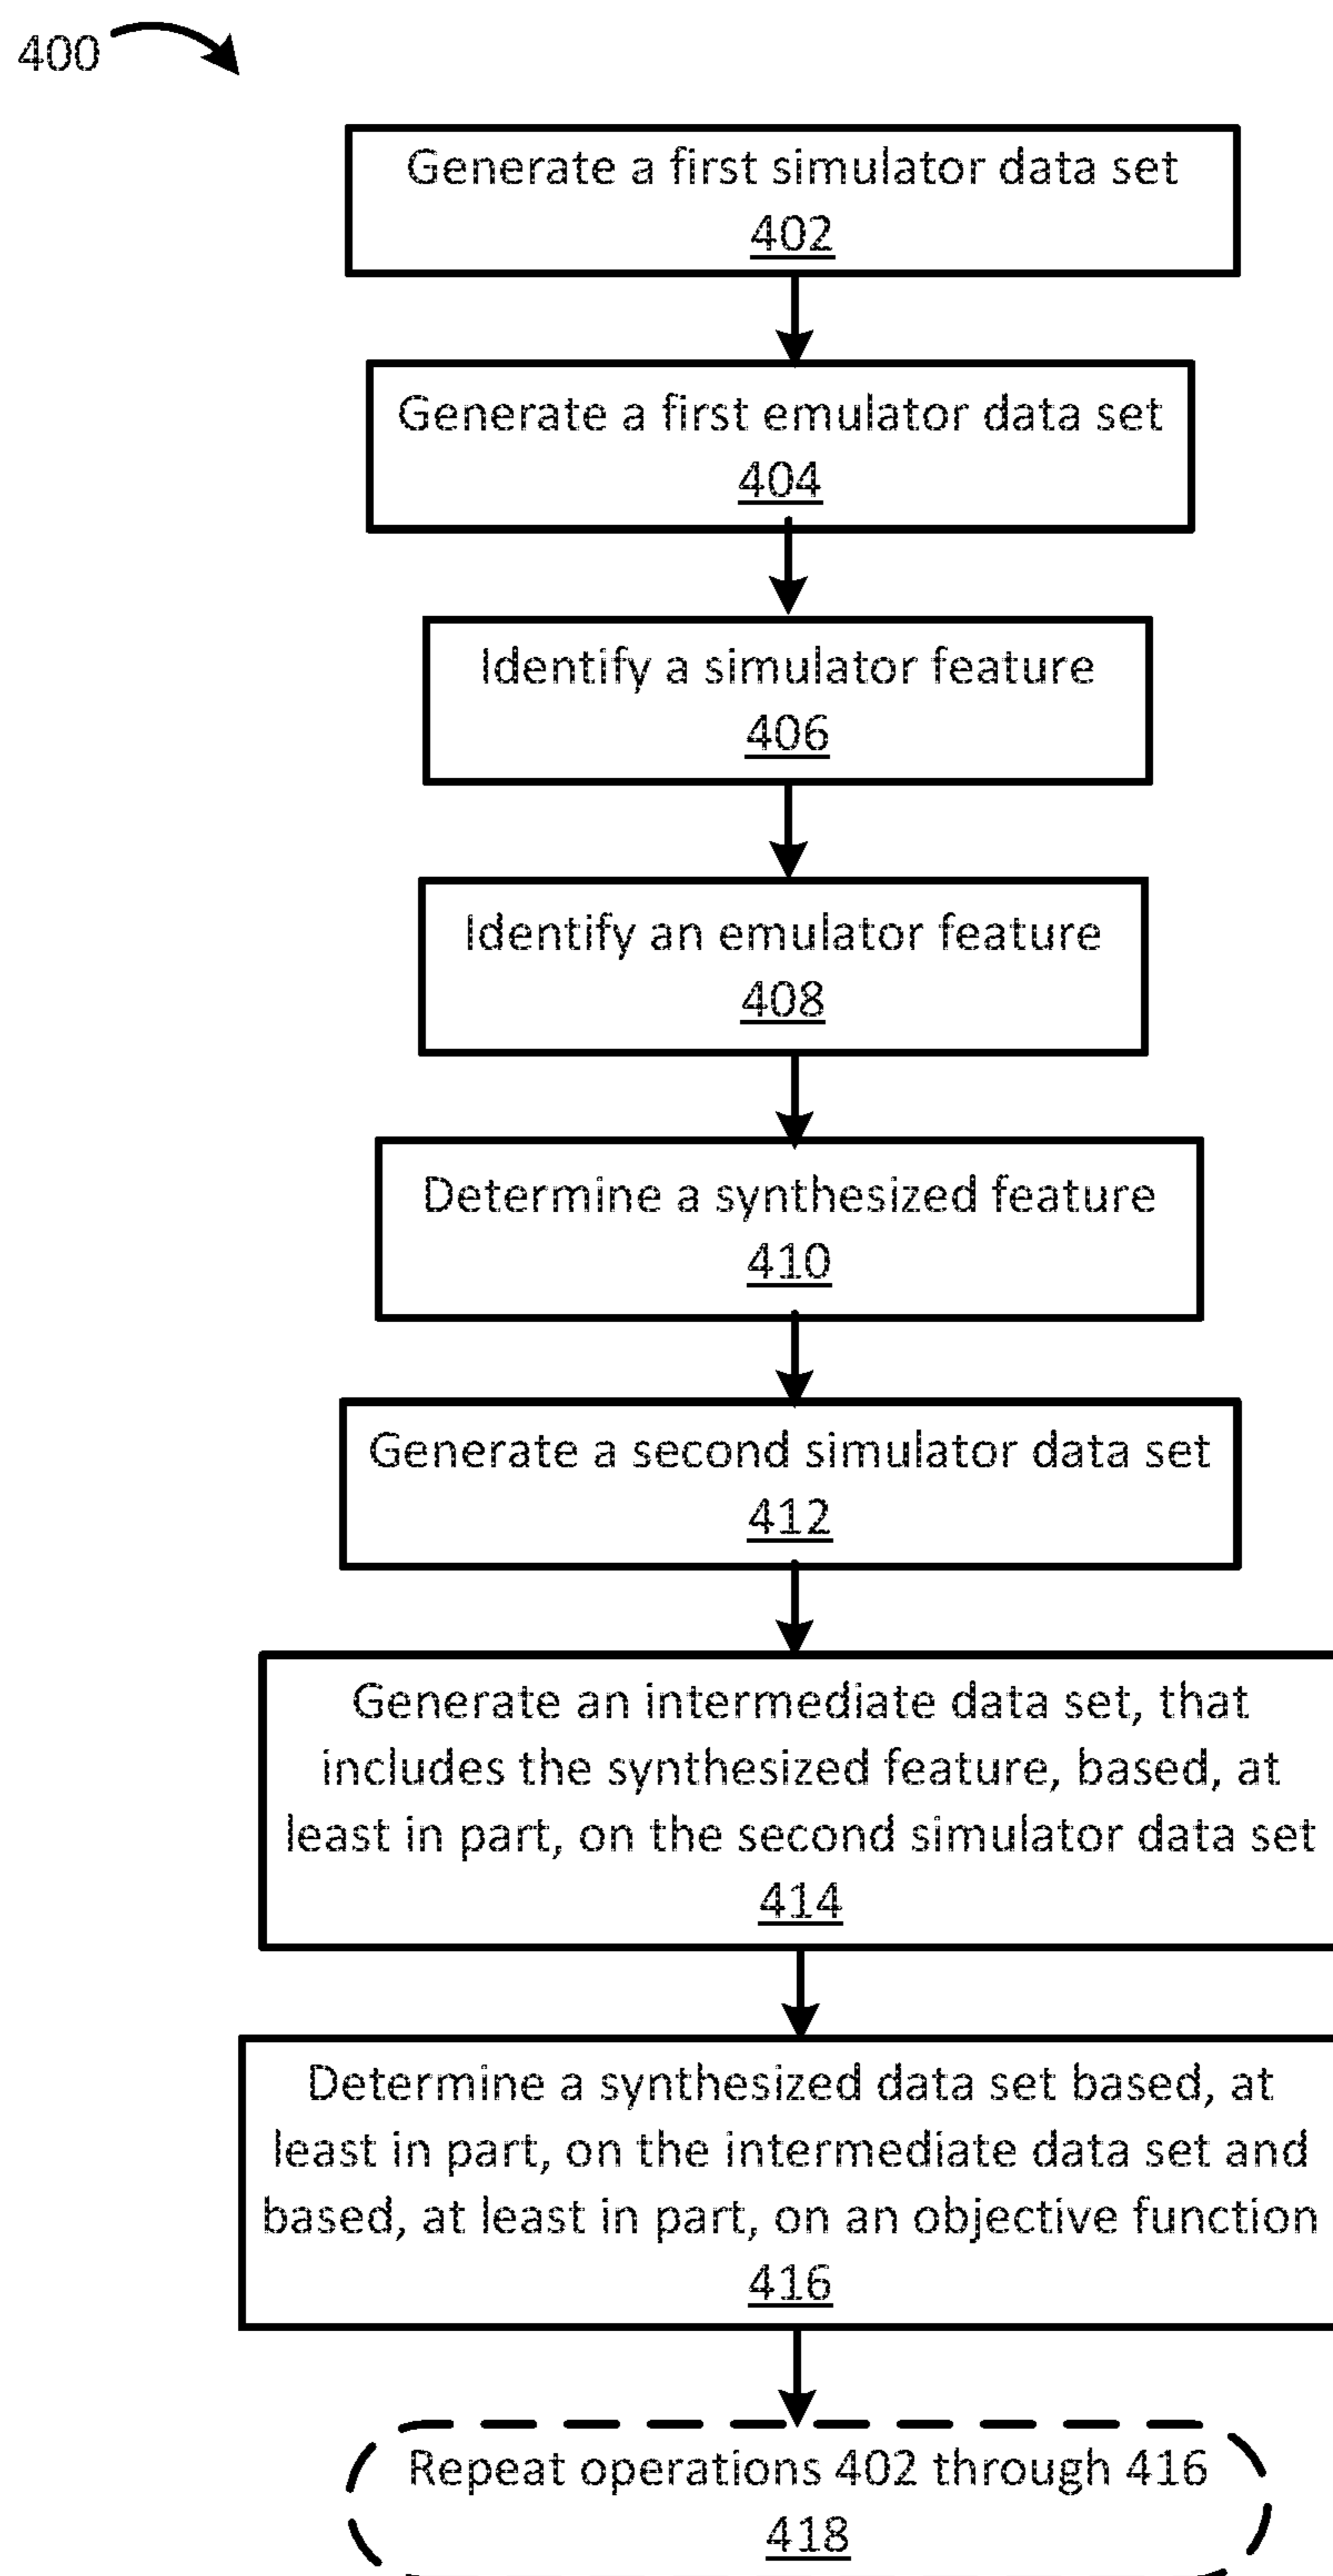 400
Generate a first simulator data set
402
Generate a first emulator data set
404
Identify a simulator feature
406
Identify an emulator feature
408
Determine a synthesized feature
410
Generate a second simulator data set
412
Generate an intermediate data set, that
includes the synthesized feature, based, at
least in part, on the second simulator data set
414
Determine a synthesized data set based, at
least in part, on the intermediate data set and
based, at least in part, on an objective function
416
Repeat operations 402 through 416
418